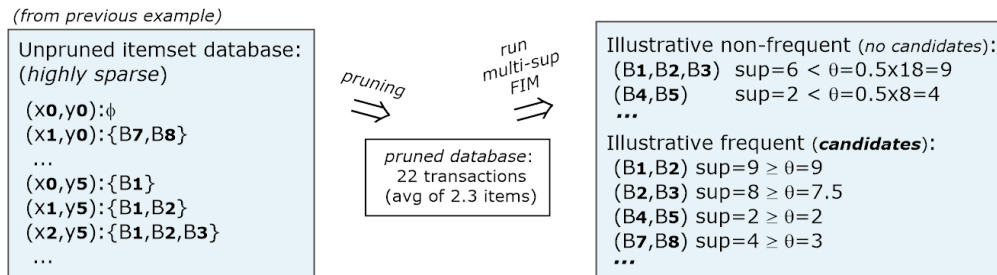 (from previous example)
Unpruned itemset database:
(highly sparse)
(x0,y0):ϕ
(x1,y0):{B7,B8}
...
(x0,y5):{B1}
(x1,y5):{B1,B2}
(x2,y5):{B1,B2,B3}
...
pruning
pruned database:
22 transactions
(avg of 2.3 items)
run
multi-sup
FIM
Illustrative non-frequent (no candidates):
(B1,B2,B3) sup=6 < θ=0.5x18=9
(B4,B5) sup=2 < θ=0.5x8=4
...
Illustrative frequent (candidates):
(B1,B2) sup=9 ≥ θ=9
(B2,B3) sup=8 ≥ θ=7.5
(B4,B5) sup=2 ≥ θ=2
(B7,B8) sup=4 ≥ θ=3
...